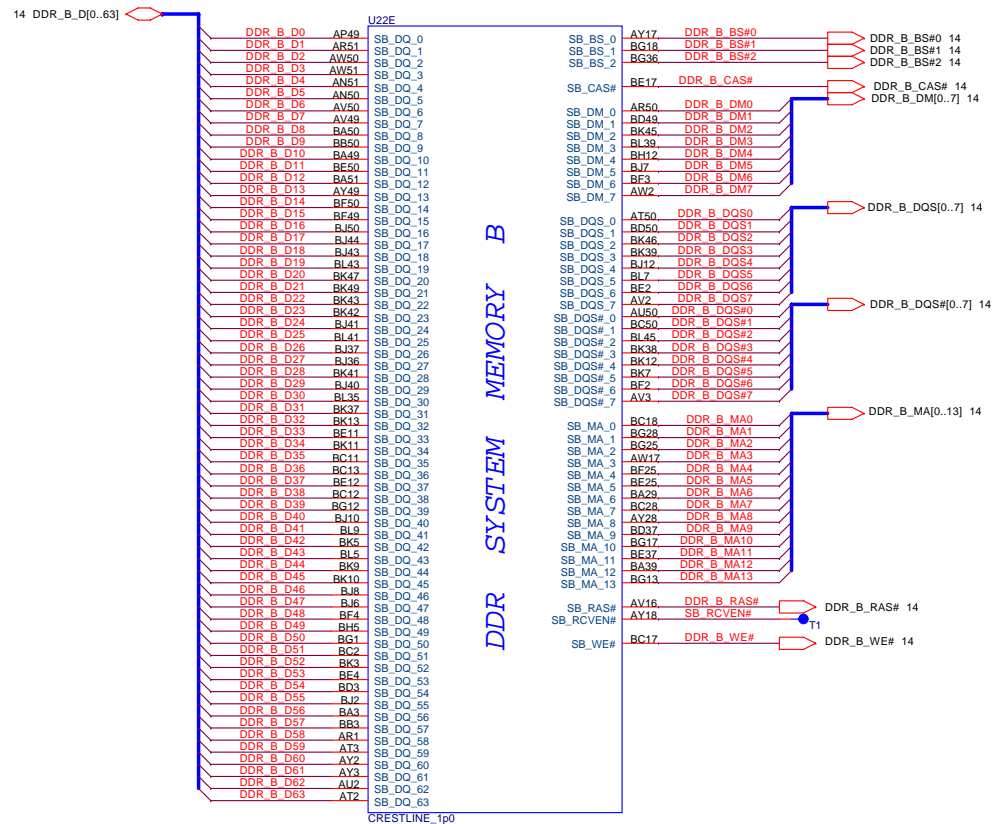 14 DDR_B_D[0..63]
U22E
DDR_B_D0 AP49 SB_DQ_0
DDR_B_D1 AR51 SB_DQ_1
DDR_B_D2 AW50 SB_DQ_2
DDR_B_D3 AW51 SB_DQ_3
DDR_B_D4 AN51 SB_DQ_4
DDR_B_D5 AN50 SB_DQ_5
DDR_B_D6 AV50 SB_DQ_6
DDR_B_D7 AV49 SB_DQ_7
DDR_B_D8 BA50 SB_DQ_8
DDR_B_D9 BB50 SB_DQ_9
DDR_B_D10 BA49 SB_DQ_10
DDR_B_D11 BE50 SB_DQ_11
DDR_B_D12 BA51 SB_DQ_12
DDR_B_D13 AY49 SB_DQ_13
DDR_B_D14 BF50 SB_DQ_14
DDR_B_D15 BF49 SB_DQ_15
DDR_B_D16 BJ50 SB_DQ_16
DDR_B_D17 BJ44 SB_DQ_17
DDR_B_D18 BJ43 SB_DQ_18
DDR_B_D19 BL43 SB_DQ_19
DDR_B_D20 BK47 SB_DQ_20
DDR_B_D21 BK49 SB_DQ_21
DDR_B_D22 BK43 SB_DQ_22
DDR_B_D23 BK42 SB_DQ_23
DDR_B_D24 BJ41 SB_DQ_24
DDR_B_D25 BL41 SB_DQ_25
DDR_B_D26 BJ37 SB_DQ_26
DDR_B_D27 BJ36 SB_DQ_27
DDR_B_D28 BK41 SB_DQ_28
DDR_B_D29 BJ40 SB_DQ_29
DDR_B_D30 BL35 SB_DQ_30
DDR_B_D31 BK37 SB_DQ_31
DDR_B_D32 BK13 SB_DQ_32
DDR_B_D33 BE11 SB_DQ_33
DDR_B_D34 BK11 SB_DQ_34
DDR_B_D35 BC11 SB_DQ_35
DDR_B_D36 BC13 SB_DQ_36
DDR_B_D37 BE12 SB_DQ_37
DDR_B_D38 BC12 SB_DQ_38
DDR_B_D39 BG12 SB_DQ_39
DDR_B_D40 BJ10 SB_DQ_40
DDR_B_D41 BL9 SB_DQ_41
DDR_B_D42 BK5 SB_DQ_42
DDR_B_D43 BL5 SB_DQ_43
DDR_B_D44 BK9 SB_DQ_44
DDR_B_D45 BK10 SB_DQ_45
DDR_B_D46 BJ8 SB_DQ_46
DDR_B_D47 BJ6 SB_DQ_47
DDR_B_D48 BF4 SB_DQ_48
DDR_B_D49 BH5 SB_DQ_49
DDR_B_D50 BG1 SB_DQ_50
DDR_B_D51 BC2 SB_DQ_51
DDR_B_D52 BK3 SB_DQ_52
DDR_B_D53 BE4 SB_DQ_53
DDR_B_D54 BD3 SB_DQ_54
DDR_B_D55 BJ2 SB_DQ_55
DDR_B_D56 BA3 SB_DQ_56
DDR_B_D57 BB3 SB_DQ_57
DDR_B_D58 AR1 SB_DQ_58
DDR_B_D59 AT3 SB_DQ_59
DDR_B_D60 AY2 SB_DQ_60
DDR_B_D61 AY3 SB_DQ_61
DDR_B_D62 AU2 SB_DQ_62
DDR_B_D63 AT2 SB_DQ_63
DDR SYSTEM MEMORY B
SB_BS_0 AY17 DDR_B_BS#0 DDR_B_BS#0 14
SB_BS_1 BG18 DDR_B_BS#1 DDR_B_BS#1 14
SB_BS_2 BG36 DDR_B_BS#2 DDR_B_BS#2 14
SB_CAS# BE17 DDR_B_CAS# DDR_B_CAS# 14
DDR_B_DM[0..7] 14
SB_DM_0 AR50 DDR_B_DM0
SB_DM_1 BD49 DDR_B_DM1
SB_DM_2 BK45 DDR_B_DM2
SB_DM_3 BL39 DDR_B_DM3
SB_DM_4 BH12 DDR_B_DM4
SB_DM_5 BJ7 DDR_B_DM5
SB_DM_6 BF3 DDR_B_DM6
SB_DM_7 AW2 DDR_B_DM7
DDR_B_DQS[0..7] 14
SB_DQS_0 AT50 DDR_B_DQS0
SB_DQS_1 BD50 DDR_B_DQS1
SB_DQS_2 BK46 DDR_B_DQS2
SB_DQS_3 BK39 DDR_B_DQS3
SB_DQS_4 BJ12 DDR_B_DQS4
SB_DQS_5 BL7 DDR_B_DQS5
SB_DQS_6 BE2 DDR_B_DQS6
SB_DQS_7 AV2 DDR_B_DQS7
DDR_B_DQS#[0..7] 14
SB_DQS#_0 AU50 DDR_B_DQS#0
SB_DQS#_1 BC50 DDR_B_DQS#1
SB_DQS#_2 BL45 DDR_B_DQS#2
SB_DQS#_3 BK38 DDR_B_DQS#3
SB_DQS#_4 BK12 DDR_B_DQS#4
SB_DQS#_5 BK7 DDR_B_DQS#5
SB_DQS#_6 BF2 DDR_B_DQS#6
SB_DQS#_7 AV3 DDR_B_DQS#7
DDR_B_MA[0..13] 14
SB_MA_0 BC18 DDR_B_MA0
SB_MA_1 BG28 DDR_B_MA1
SB_MA_2 BG25 DDR_B_MA2
SB_MA_3 AW17 DDR_B_MA3
SB_MA_4 BF25 DDR_B_MA4
SB_MA_5 BE25 DDR_B_MA5
SB_MA_6 BA29 DDR_B_MA6
SB_MA_7 BC28 DDR_B_MA7
SB_MA_8 AY28 DDR_B_MA8
SB_MA_9 BD37 DDR_B_MA9
SB_MA_10 BG17 DDR_B_MA10
SB_MA_11 BE37 DDR_B_MA11
SB_MA_12 BA39 DDR_B_MA12
SB_MA_13 BG13 DDR_B_MA13
SB_RAS# AV16 DDR_B_RAS# DDR_B_RAS# 14
SB_RCVEN# AY18 SB_RCVEN# T1
SB_WE# BC17 DDR_B_WE# DDR_B_WE# 14
CRESTLINE_1p0